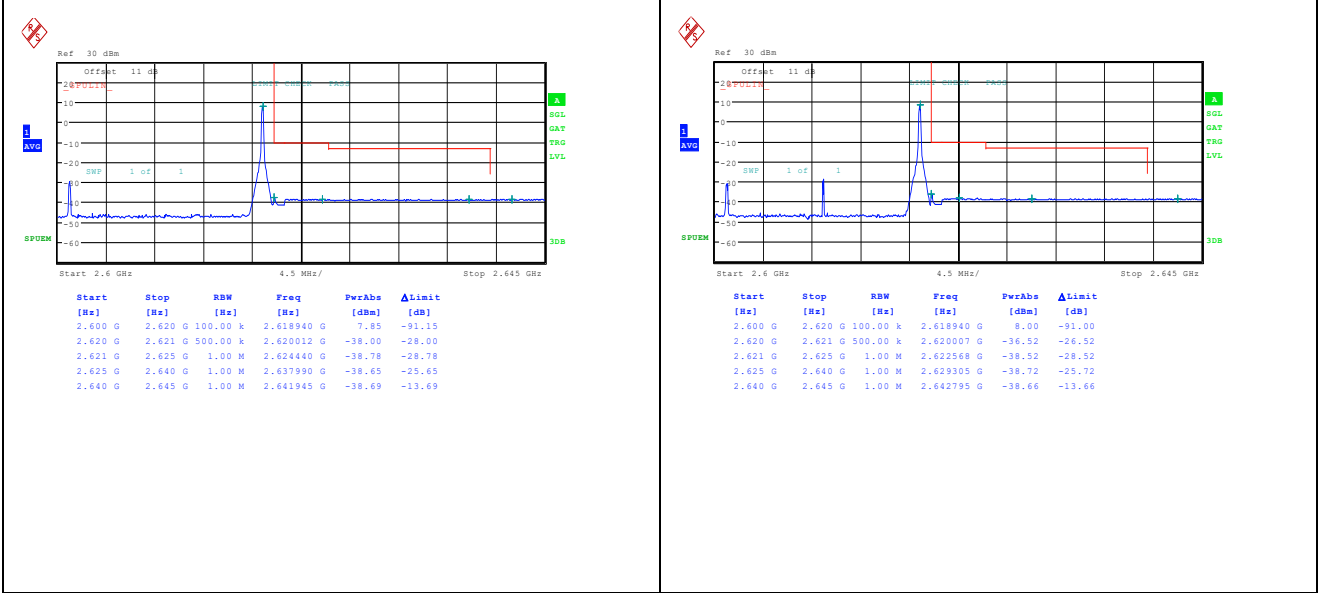 R S
Ref 30 dBm
Offset 11 dB
20
_SPULIN_
LIMIT CHECK PASS
10
A
SGL
0
GAT
1
-10
TRG
AVG
-20
LVL
SWP 1 of 1
-30
-40
-50
SPUEM
-60
3DB
Start 2.6 GHz
4.5 MHz/
Stop 2.645 GHz
Start Stop RBW Freq PwrAbs ΔLimit
[Hz] [Hz] [Hz] [Hz] [dBm] [dB]
2.600 G 2.620 G 100.00 k 2.618940 G 7.85 -91.15
2.620 G 2.621 G 500.00 k 2.620012 G -38.00 -28.00
2.621 G 2.625 G 1.00 M 2.624440 G -38.78 -28.78
2.625 G 2.640 G 1.00 M 2.637990 G -38.65 -25.65
2.640 G 2.645 G 1.00 M 2.641945 G -38.69 -13.69
R S
Ref 30 dBm
Offset 11 dB
20
_SPULIN_
LIMIT CHECK PASS
10
A
SGL
0
GAT
1
-10
TRG
AVG
-20
LVL
SWP 1 of 1
-30
-40
-50
SPUEM
-60
3DB
Start 2.6 GHz
4.5 MHz/
Stop 2.645 GHz
Start Stop RBW Freq PwrAbs ΔLimit
[Hz] [Hz] [Hz] [Hz] [dBm] [dB]
2.600 G 2.620 G 100.00 k 2.618940 G 8.00 -91.00
2.620 G 2.621 G 500.00 k 2.620007 G -36.52 -26.52
2.621 G 2.625 G 1.00 M 2.622568 G -38.52 -28.52
2.625 G 2.640 G 1.00 M 2.629305 G -38.72 -25.72
2.640 G 2.645 G 1.00 M 2.642795 G -38.66 -13.66